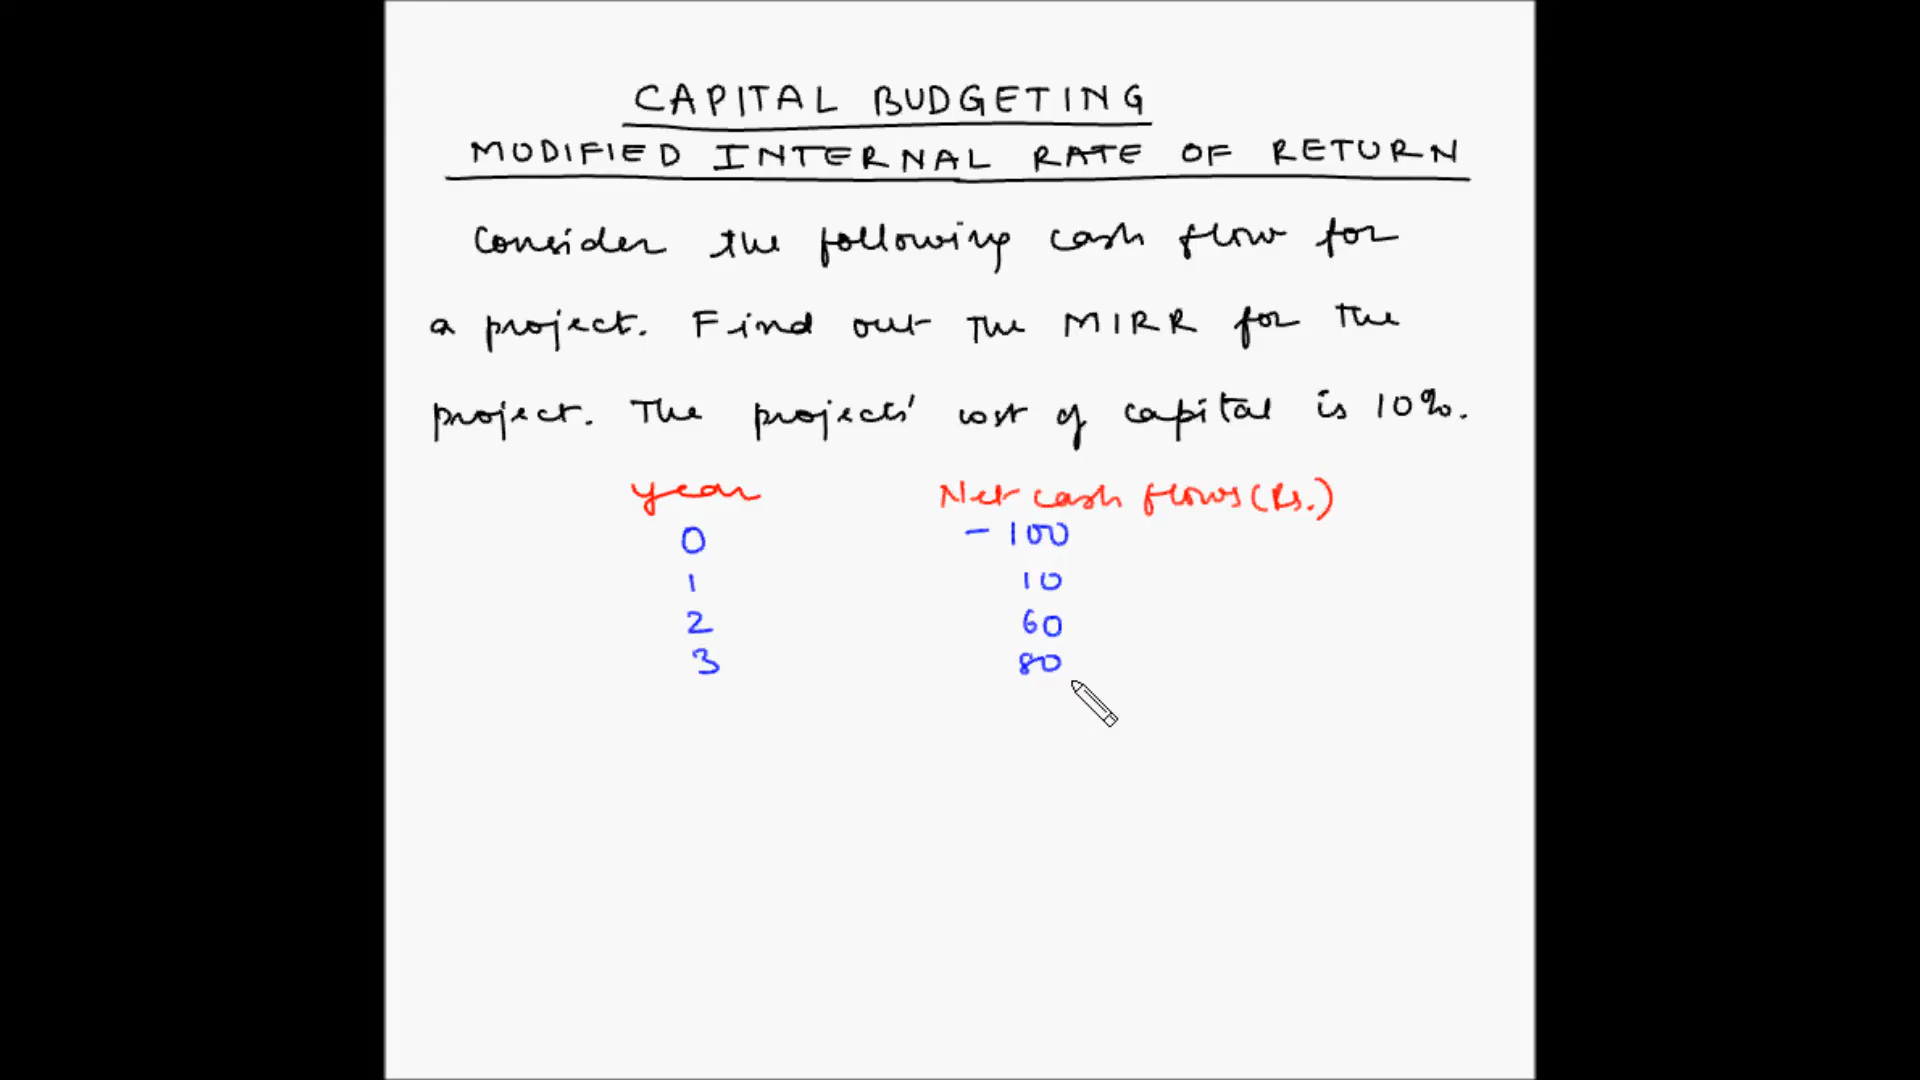 CAPITAL BUDGETING
MODIFIED INTERNAL RATE OF RETURN
Consider the following cash flow for
a project. Find out the MIRR for the
project. The projects' cost of capital is 10%.
year Net cash flows (Rs.)
0 - 100
1 10
2 60
3 80